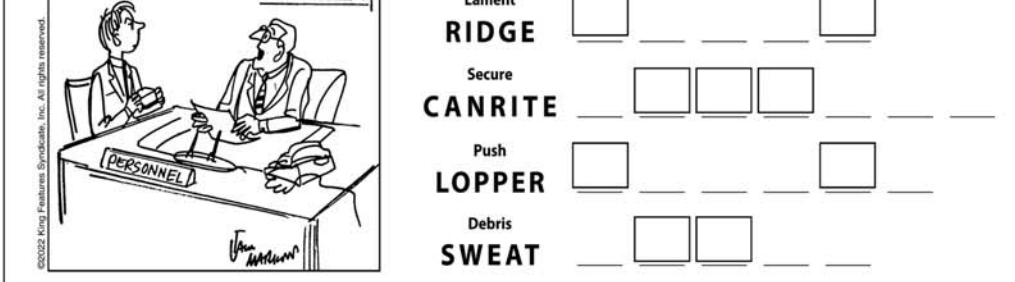 Lament
RIDGE
Secure
CANRITE
Push
LOPPER
Debris
SWEAT
PERSONNEL
©2022 King Features Syndicate, Inc. All rights reserved.